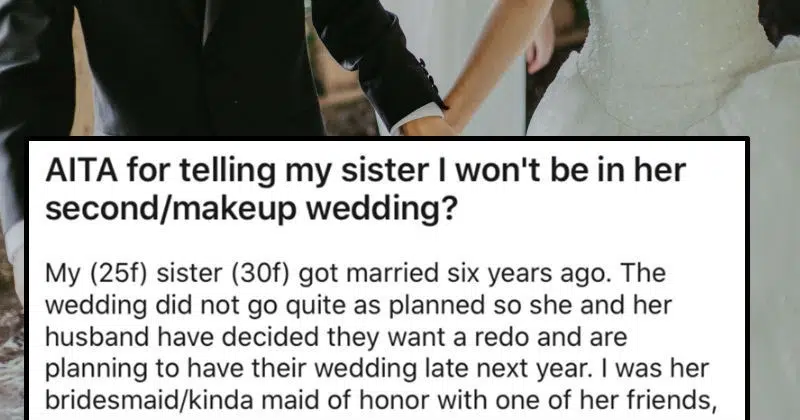 AITA for telling my sister I won't be in her
second/makeup wedding?
My (25f) sister (30f) got married six years ago. The
wedding did not go quite as planned so she and her
husband have decided they want a redo and are
planning to have their wedding late next year. I was her
bridesmaid/kinda maid of honor with one of her friends,